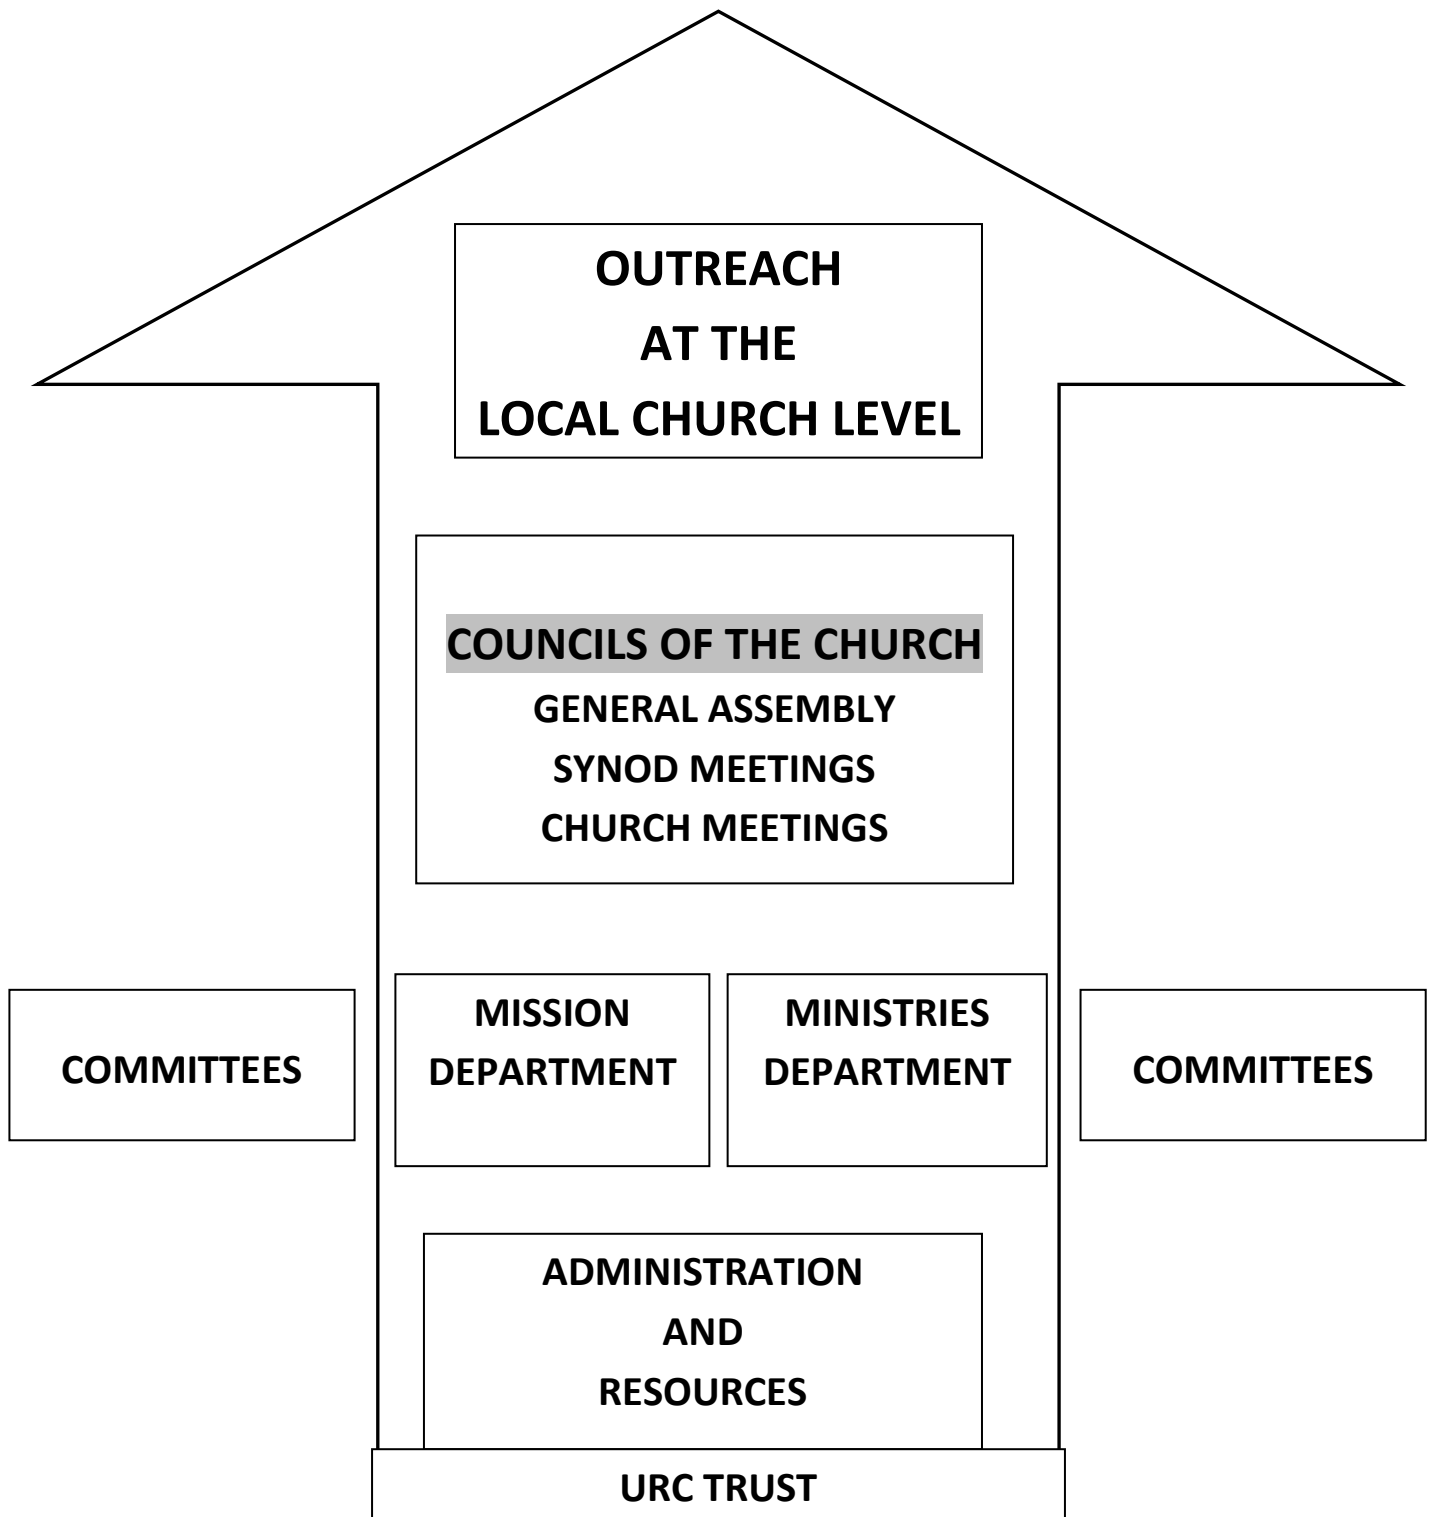 OUTREACH
AT THE
LOCAL CHURCH LEVEL
COUNCILS OF THE CHURCH
GENERAL ASSEMBLY
SYNOD MEETINGS
CHURCH MEETINGS
COMMITTEES
MISSION
DEPARTMENT
MINISTRIES
DEPARTMENT
COMMITTEES
ADMINISTRATION
AND
RESOURCES
URC TRUST